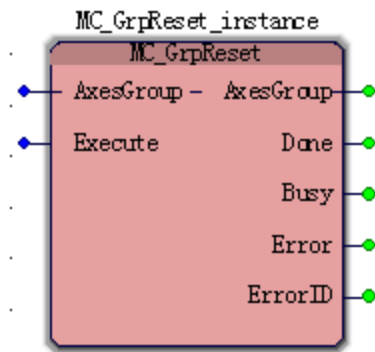 MC_GrpReset_instance
MC_GrpReset
AxesGroup – AxesGroup
Execute Done
Busy
Error
ErrorID